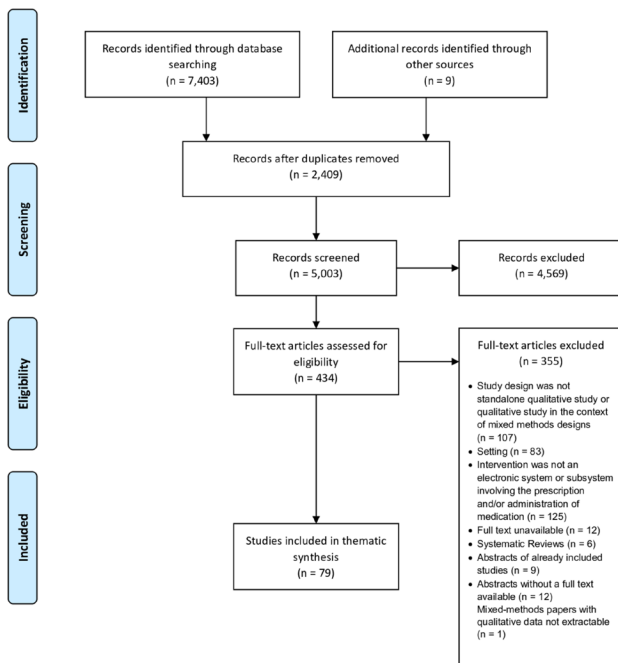 Identification
Records identified through database
searching
(n = 7,403)
Additional records identified through
other sources
(n = 9)
Records after duplicates removed
(n = 2,409)
Screening
Records screened
(n = 5,003)
Records excluded
(n = 4,569)
Eligibility
Full-text articles assessed for
eligibility
(n = 434)
Full-text articles excluded
(n = 355)
• Study design was not
standalone qualitative study or
qualitative study in the context
of mixed methods designs
(n = 107)
• Setting (n = 83)
• Intervention was not an
electronic system or subsystem
involving the prescription
and/or administration of
medication (n = 125)
• Full text unavailable (n = 12)
• Systematic Reviews (n = 6)
• Abstracts of already included
studies (n = 9)
• Abstracts without a full text
available (n = 12)
Mixed-methods papers with
qualitative data not extractable
(n = 1)
Included
Studies included in thematic
synthesis
(n = 79)